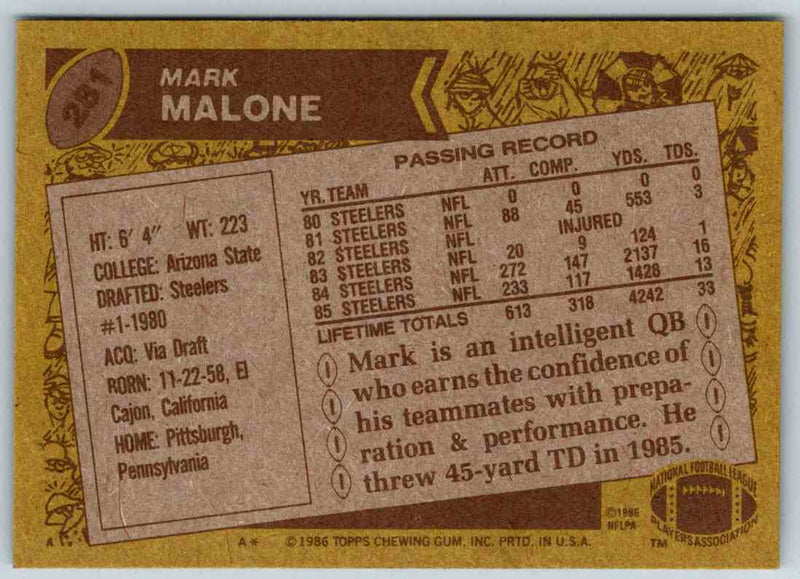 281
MARK
MALONE
HT: 6' 4" WT: 223
COLLEGE: Arizona State
DRAFTED: Steelers
#1-1980
ACQ: Via Draft
RORN: 11-22-58, El
Cajon, California
HOME: Pittsburgh,
Pennsylvania
PASSING RECORD
YR. TEAM ATT. COMP. YDS. TDS.
80 STEELERS NFL 0 0 0 0
81 STEELERS NFL 88 45 553 3
82 STEELERS NFL INJURED
83 STEELERS NFL 20 9 124 1
84 STEELERS NFL 272 147 2137 16
85 STEELERS NFL 233 117 1428 13
LIFETIME TOTALS 613 318 4242 33
Mark is an intelligent QB
who earns the confidence of
his teammates with prepa-
ration & performance. He
threw 45-yard TD in 1985.
©1986
NFLPA
NATIONAL FOOTBALL LEAGUE
PLAYERS ASSOCIATION
TM
A A* ©1986 TOPPS CHEWING GUM, INC. PRTD. IN U.S.A.